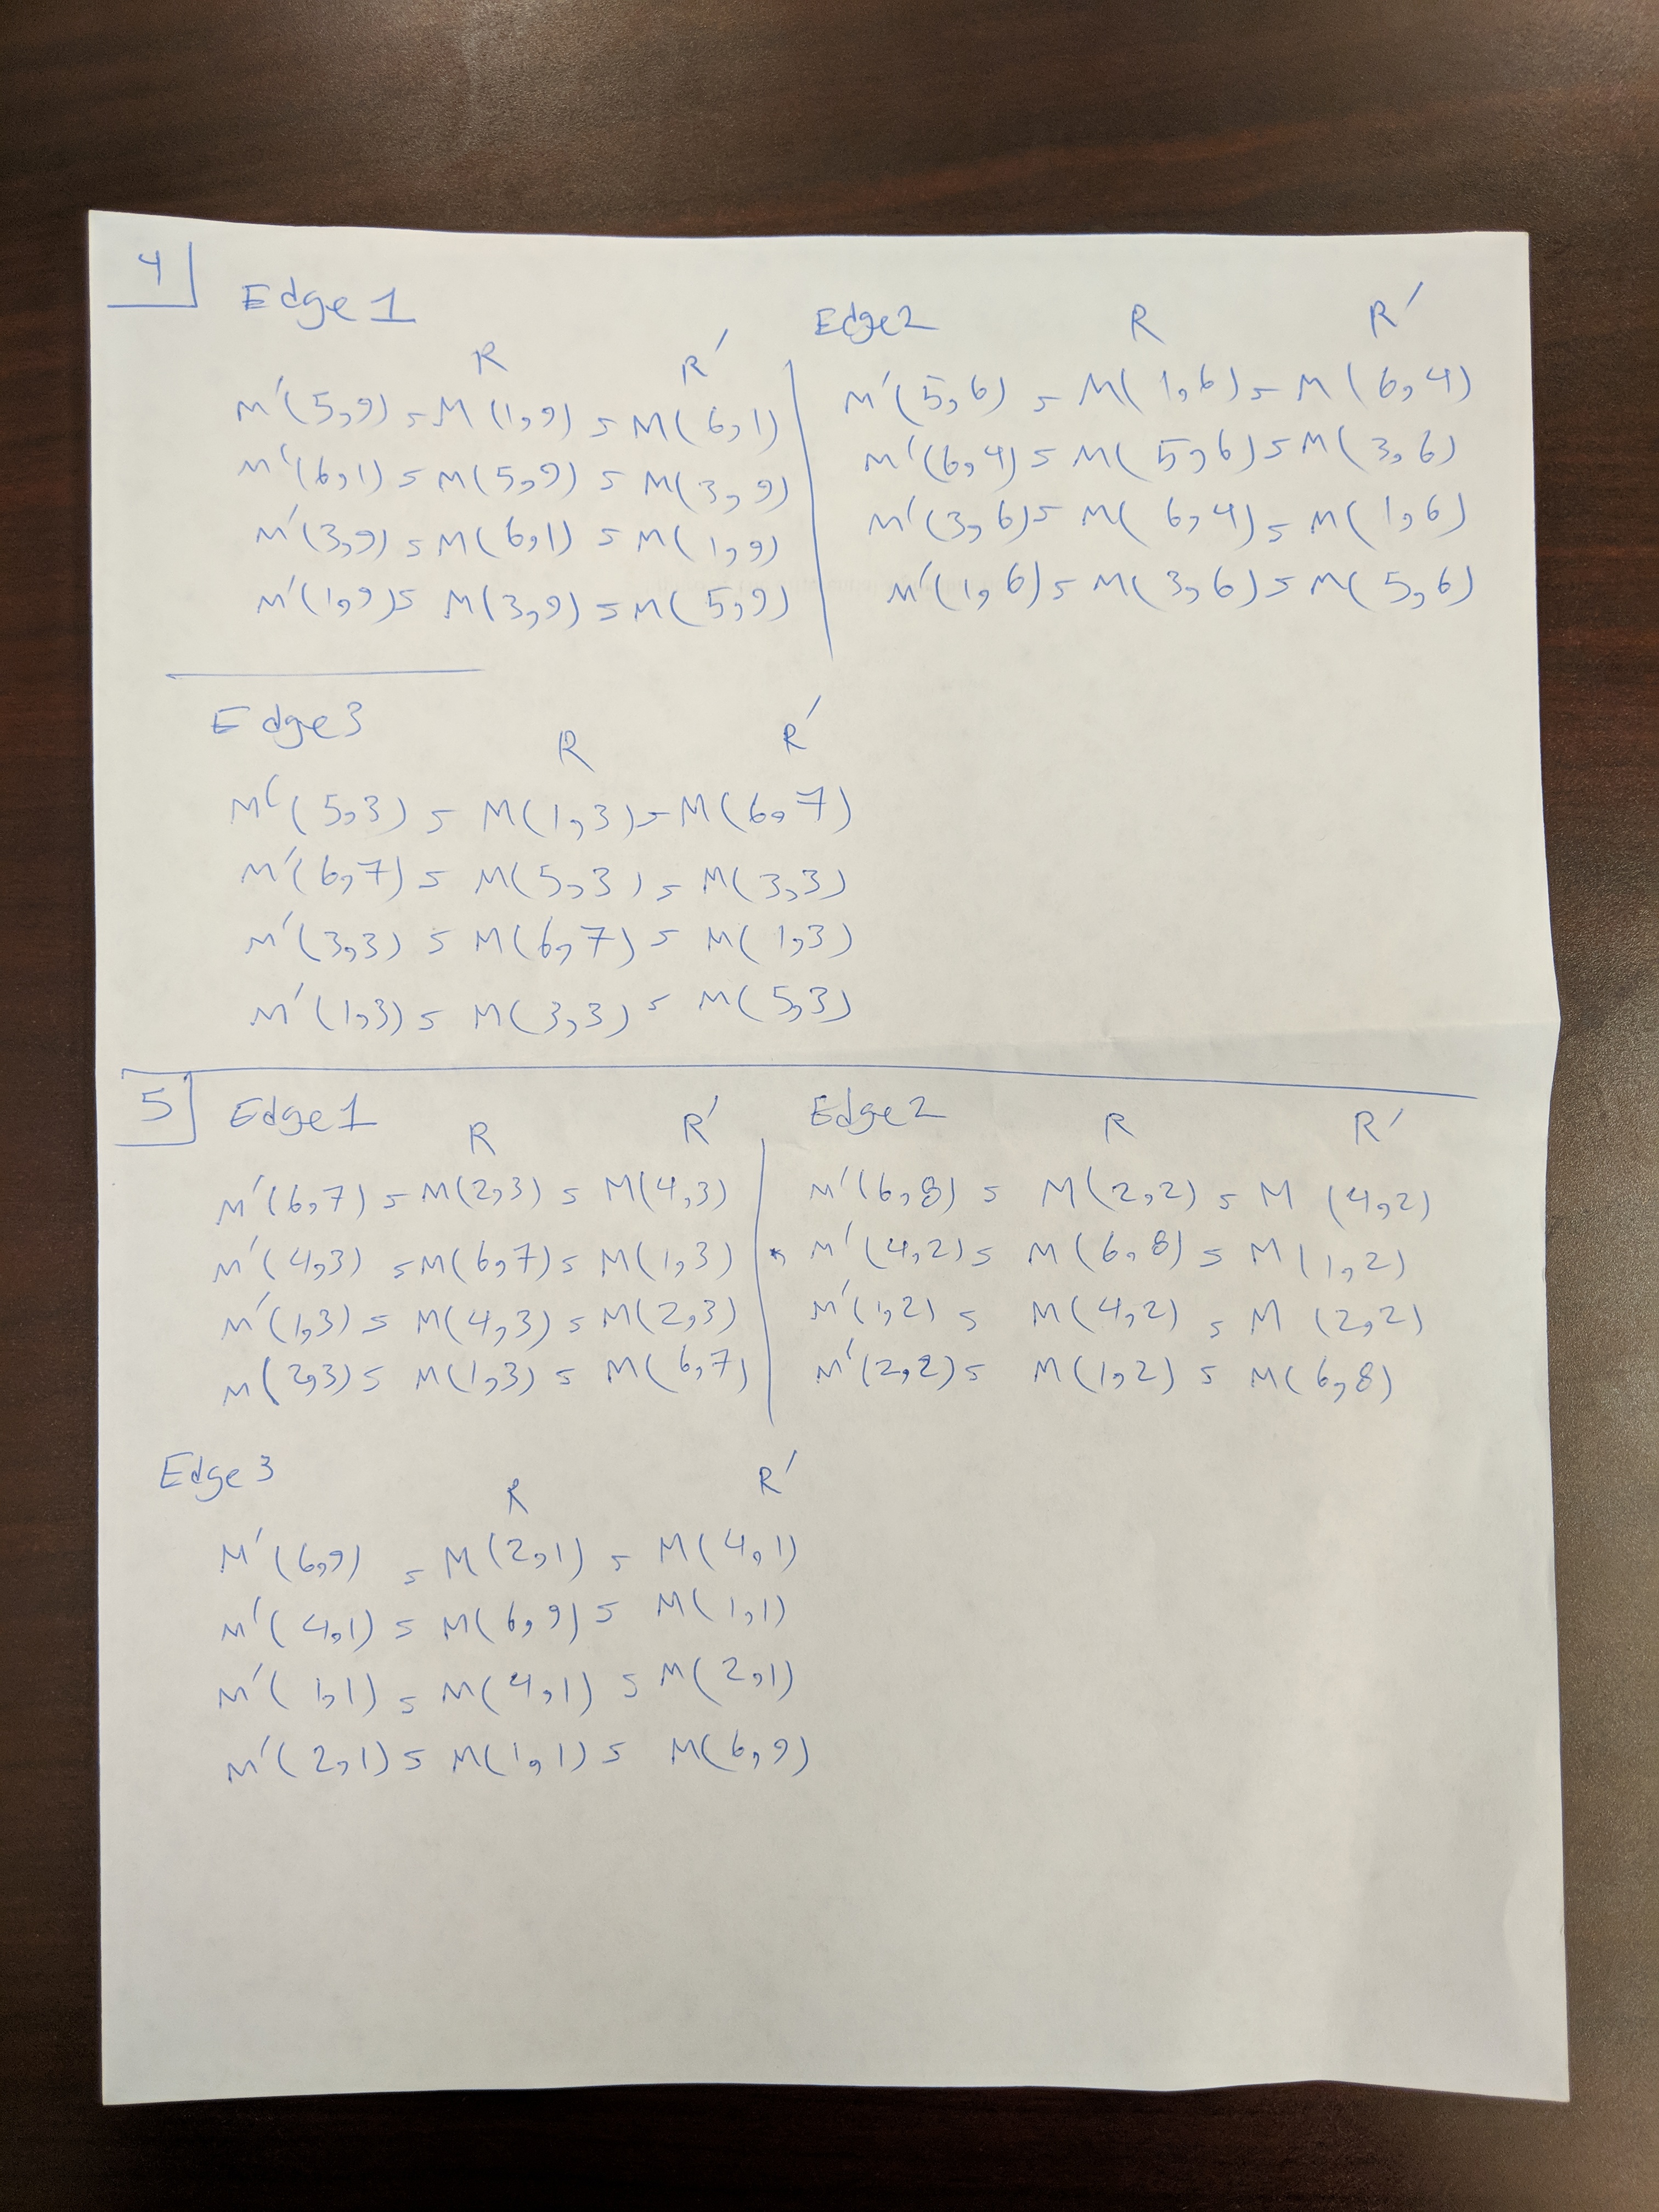 4
Edge 1
R R'
M'(5,9) = M(1,9) = M(6,1)
M'(6,1) = M(5,9) = M(3,9)
M'(3,9) = M(6,1) = M(1,9)
M'(1,9) = M(3,9) = M(5,9)
Edge2 R R'
M'(5,6) = M(1,6) = M(6,4)
M'(6,4) = M(5,6) = M(3,6)
M'(3,6) = M(6,4) = M(1,6)
M'(1,6) = M(3,6) = M(5,6)
Edge3
R R'
M'(5,3) = M(1,3) = M(6,7)
M'(6,7) = M(5,3) = M(3,3)
M'(3,3) = M(6,7) = M(1,3)
M'(1,3) = M(3,3) = M(5,3)
5
Edge1
R R'
M'(6,7) = M(2,3) = M(4,3)
M'(4,3) = M(6,7) = M(1,3)
M'(1,3) = M(4,3) = M(2,3)
M(2,3) = M(1,3) = M(6,7)
Edge2 R R'
M'(6,8) = M(2,2) = M(4,2)
M'(4,2) = M(6,8) = M(1,2)
M'(1,2) = M(4,2) = M(2,2)
M'(2,2) = M(1,2) = M(6,8)
Edge 3
R R'
M'(6,9) = M(2,1) = M(4,1)
M'(4,1) = M(6,9) = M(1,1)
M'(1,1) = M(4,1) = M(2,1)
M'(2,1) = M(1,1) = M(6,9)